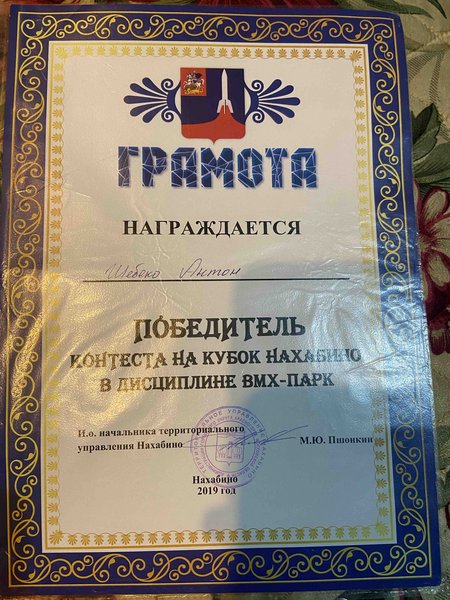 ГРАМОТА
НАГРАЖДАЕТСЯ
Шебеко Антон
ПОБЕДИТЕЛЬ
КОНТЕСТА НА КУБОК НАХАБИНО
В ДИСЦИПЛИНЕ ВМХ-ПАРК
И.о. начальника территориального
управления Нахабино
М.Ю. Пшонкин
Нахабино
2019 год